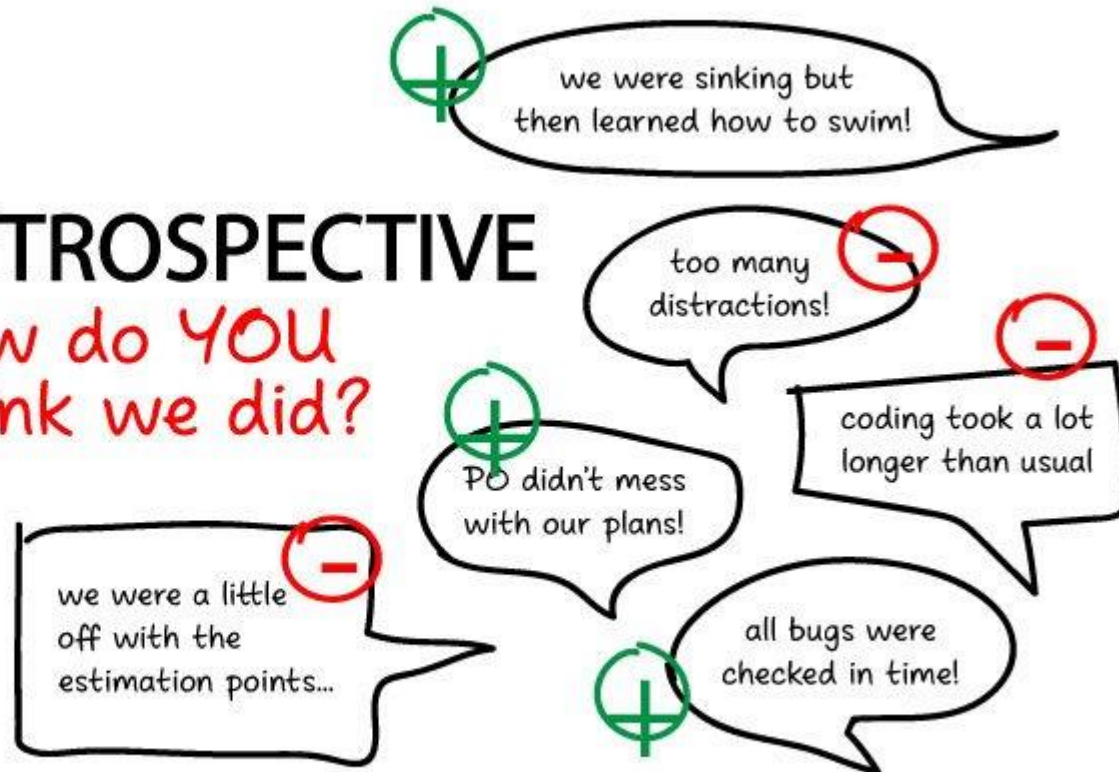 we were sinking but
then learned how to swim!
TROSPECTIVE
w do YOU
nk we did?
too many
distractions!
coding took a lot
longer than usual
PO didn't mess
with our plans!
we were a little
off with the
estimation points...
all bugs were
checked in time!